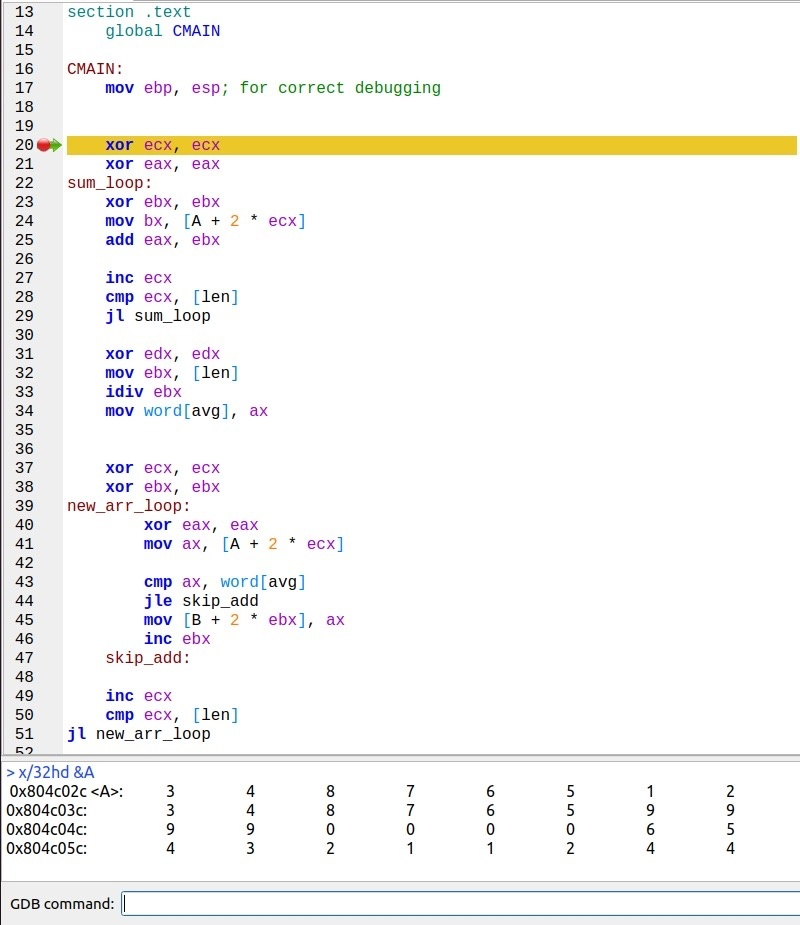 13 section .text
14     global CMAIN
15
16 CMAIN:
17     mov ebp, esp; for correct debugging
18
19
20     xor ecx, ecx
21     xor eax, eax
22 sum_loop:
23     xor ebx, ebx
24     mov bx, [A + 2 * ecx]
25     add eax, ebx
26
27     inc ecx
28     cmp ecx, [len]
29     jl sum_loop
30
31     xor edx, edx
32     mov ebx, [len]
33     idiv ebx
34     mov word[avg], ax
35
36
37     xor ecx, ecx
38     xor ebx, ebx
39 new_arr_loop:
40         xor eax, eax
41         mov ax, [A + 2 * ecx]
42
43         cmp ax, word[avg]
44         jle skip_add
45         mov [B + 2 * ebx], ax
46         inc ebx
47     skip_add:
48
49     inc ecx
50     cmp ecx, [len]
51 jl new_arr_loop
52
> x/32hd &A
0x804c02c <A>: 3 4 8 7 6 5 1 2
0x804c03c: 3 4 8 7 6 5 9 9
0x804c04c: 9 9 0 0 0 0 6 5
0x804c05c: 4 3 2 1 1 2 4 4
GDB command: